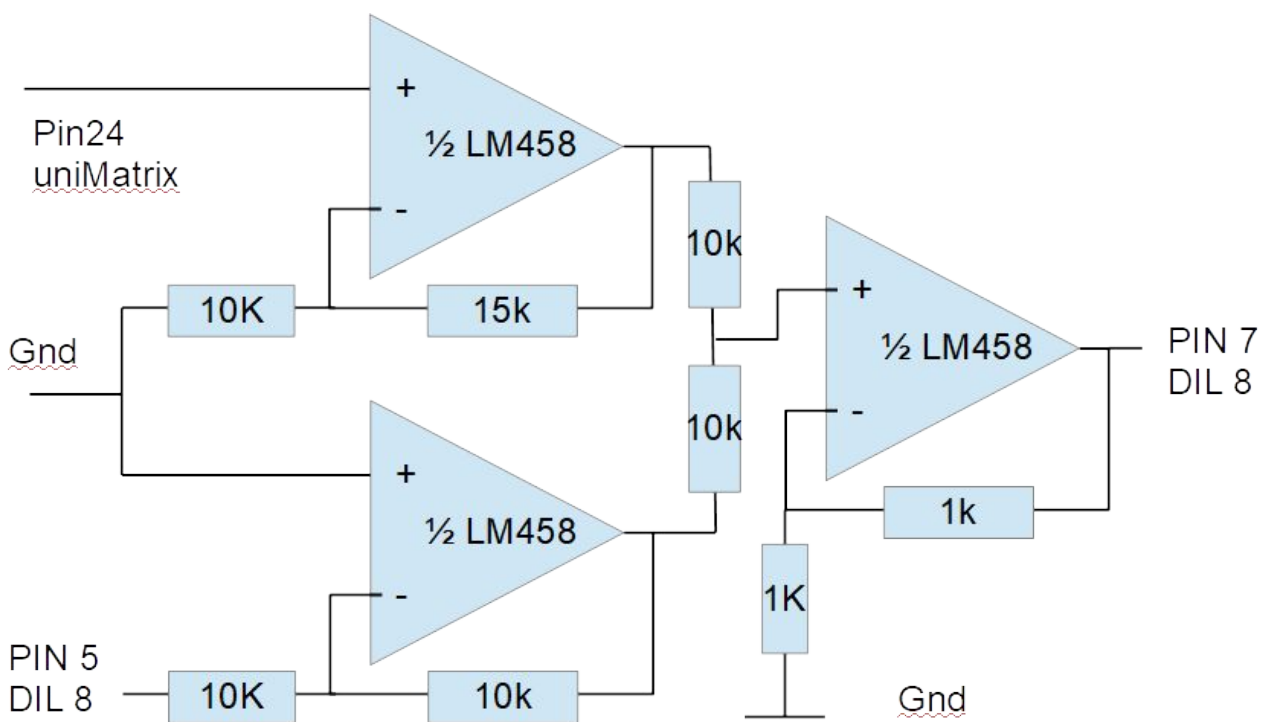 +
½ LM458
-
Pin24
uniMatrix
10K
15k
10k
Gnd
+
½ LM458
-
PIN 7
DIL 8
10k
+
½ LM458
-
1k
1K
PIN 5
DIL 8
10K
10k
Gnd